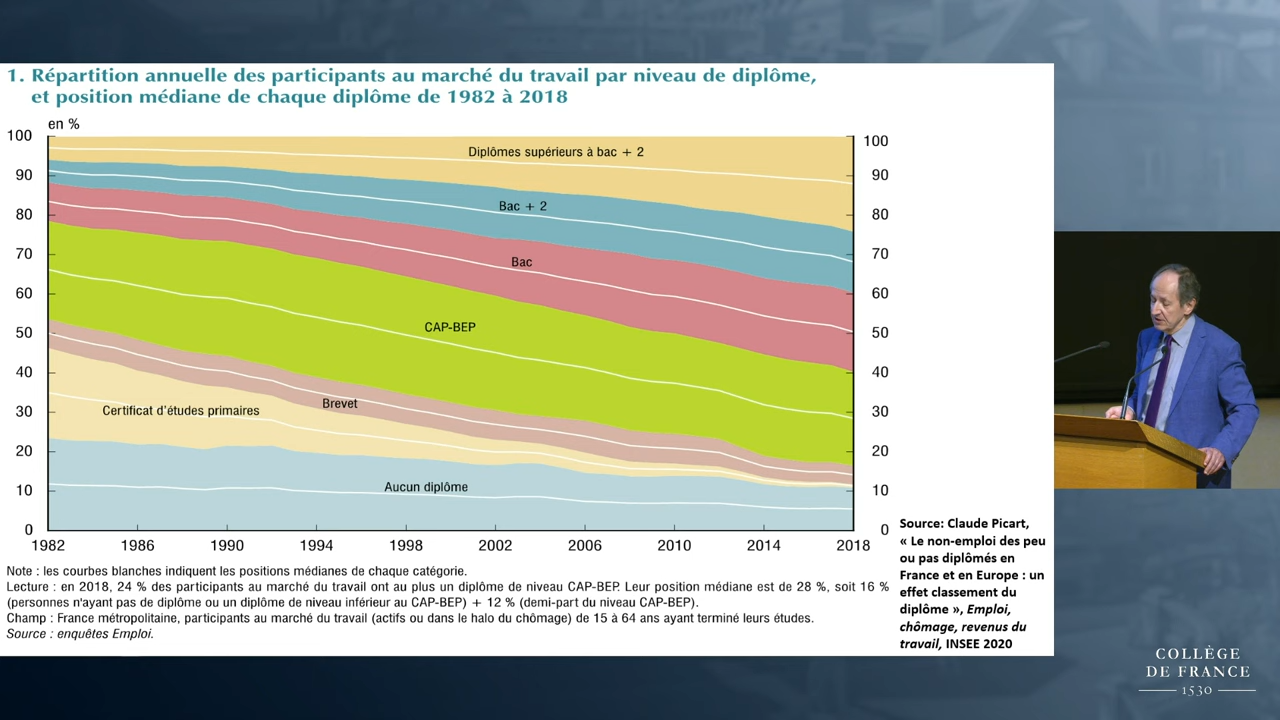 1. Répartition annuelle des participants au marché du travail par niveau de diplôme,
et position médiane de chaque diplôme de 1982 à 2018
en %
100
90
80
70
60
50
40
30
20
10
0
Diplômes supérieurs à bac + 2
Bac + 2
Bac
CAP-BEP
Brevet
Certificat d'études primaires
Aucun diplôme
100
90
80
70
60
50
40
30
20
10
0
1982 1986 1990 1994 1998 2002 2006 2010 2014 2018
Note : les courbes blanches indiquent les positions médianes de chaque catégorie.
Lecture : en 2018, 24 % des participants au marché du travail ont au plus un diplôme de niveau CAP-BEP. Leur position médiane est de 28 %, soit 16 %
(personnes n'ayant pas de diplôme ou un diplôme de niveau inférieur au CAP-BEP) + 12 % (demi-part du niveau CAP-BEP).
Champ : France métropolitaine, participants au marché du travail (actifs ou dans le halo du chômage) de 15 à 64 ans ayant terminé leurs études.
Source : enquêtes Emploi.
Source: Claude Picart,
« Le non-emploi des peu
ou pas diplômés en
France et en Europe : un
effet classement du
diplôme », Emploi,
chômage, revenus du
travail, INSEE 2020
COLLÈGE
DE FRANCE
1530